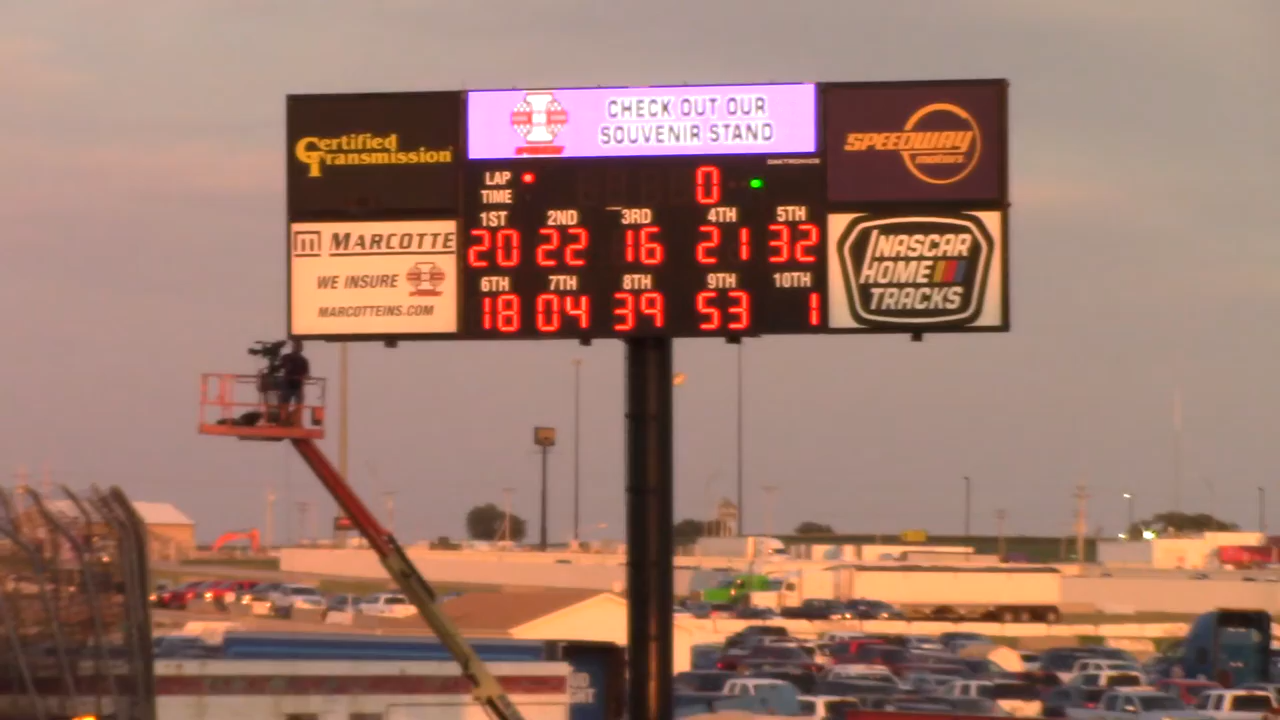 Certified
Transmission
CHECK OUT OUR
SOUVENIR STAND
SPEEDWAY
motors
DAKTRONICS
LAP
TIME
0
1ST 2ND 3RD 4TH 5TH
20 22 16 21 32
6TH 7TH 8TH 9TH 10TH
18 04 39 53 1
M MARCOTTE
WE INSURE
MARCOTTEINS.COM
NASCAR
HOME
TRACKS